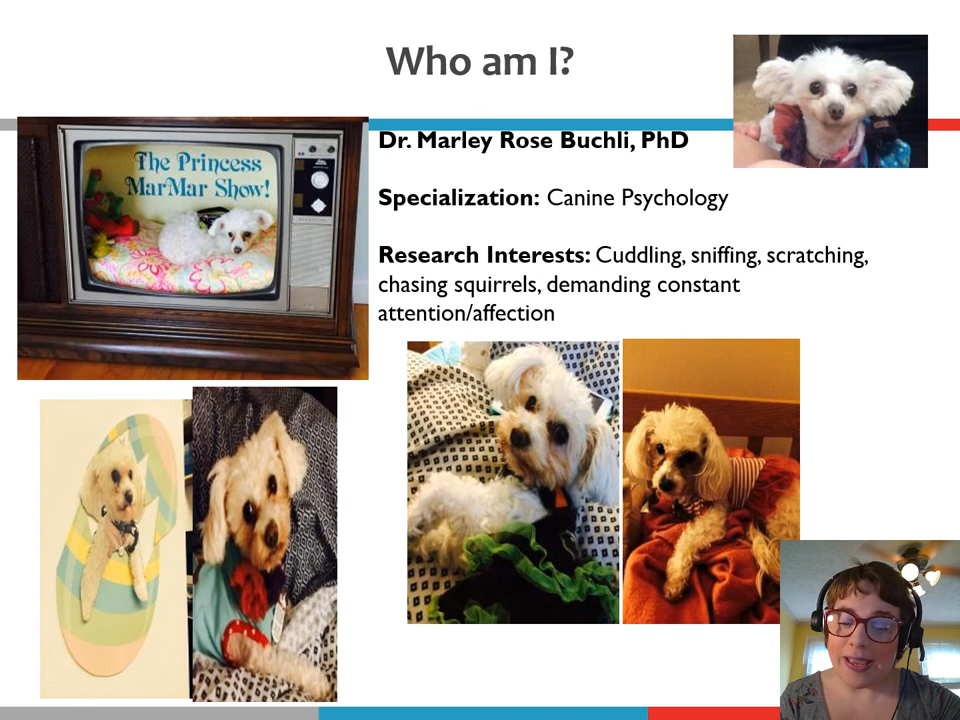 Who am I?
The Princess
MarMar Show!
Dr. Marley Rose Buchli, PhD
Specialization: Canine Psychology
Research Interests: Cuddling, sniffing, scratching,
chasing squirrels, demanding constant
attention/affection